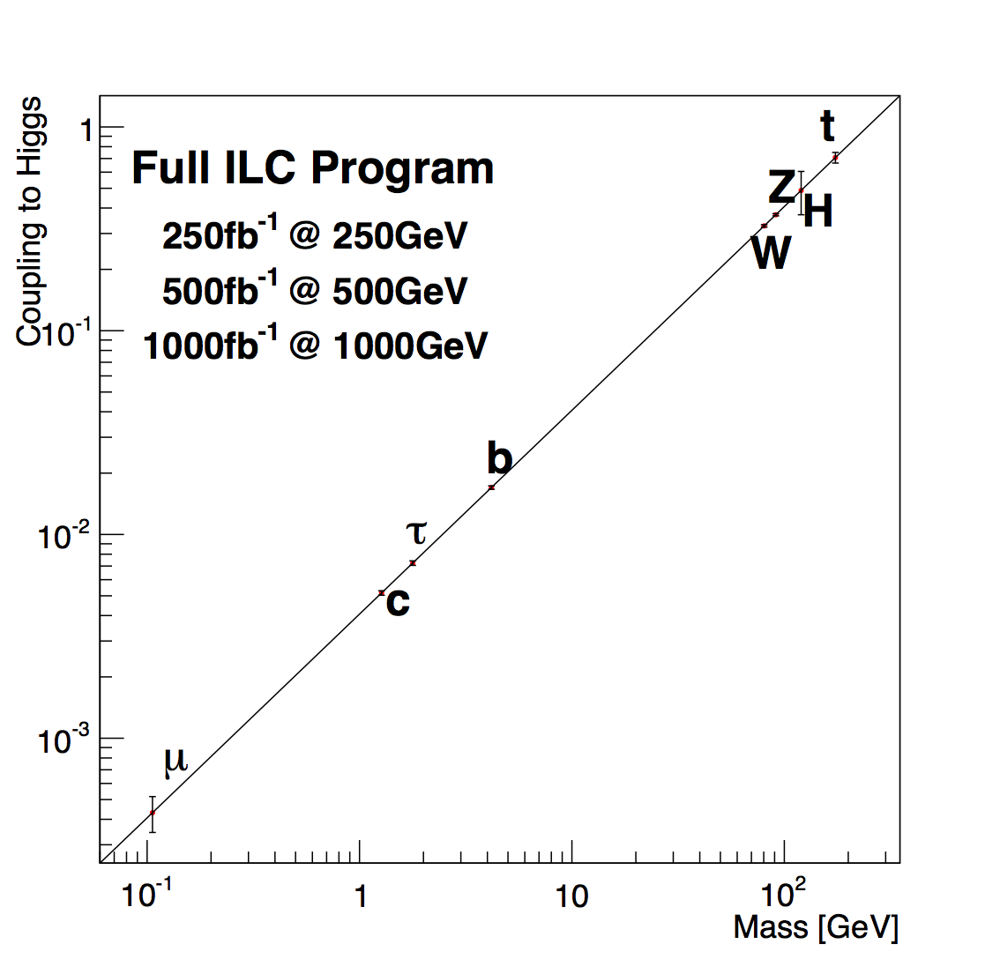 Coupling to Higgs
1
10⁻¹
10⁻²
10⁻³
Full ILC Program
250fb⁻¹ @ 250GeV
500fb⁻¹ @ 500GeV
1000fb⁻¹ @ 1000GeV
t
Z
H
W
b
τ
c
μ
10⁻¹
1
10
10²
Mass [GeV]